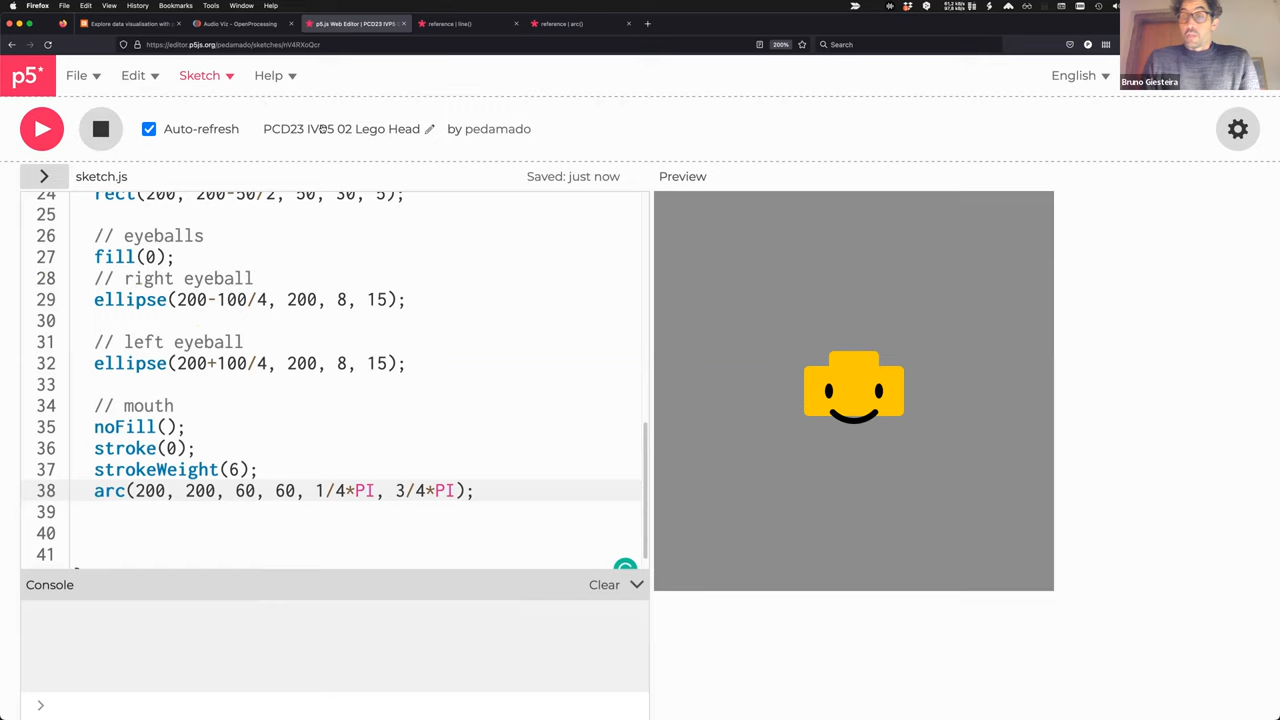 Firefox File Edit View History Bookmarks Tools Window Help
Explore data visualisation with p
Audio Viz - OpenProcessing
p5.js Web Editor | PCD23 IVP5
reference | line()
reference | arc()
https://editor.p5js.org/pedamado/sketches/nV4RXoQcr
200%
Search
Bruno Giesteira
p5* File Edit Sketch Help English
Auto-refresh PCD23 IVP5 02 Lego Head by pedamado
sketch.js Saved: just now Preview
24 rect(200, 200-50/2, 50, 30, 5);
25
26 // eyeballs
27 fill(0);
28 // right eyeball
29 ellipse(200-100/4, 200, 8, 15);
30
31 // left eyeball
32 ellipse(200+100/4, 200, 8, 15);
33
34 // mouth
35 noFill();
36 stroke(0);
37 strokeWeight(6);
38 arc(200, 200, 60, 60, 1/4*PI, 3/4*PI);
39
40
41
Console Clear
>